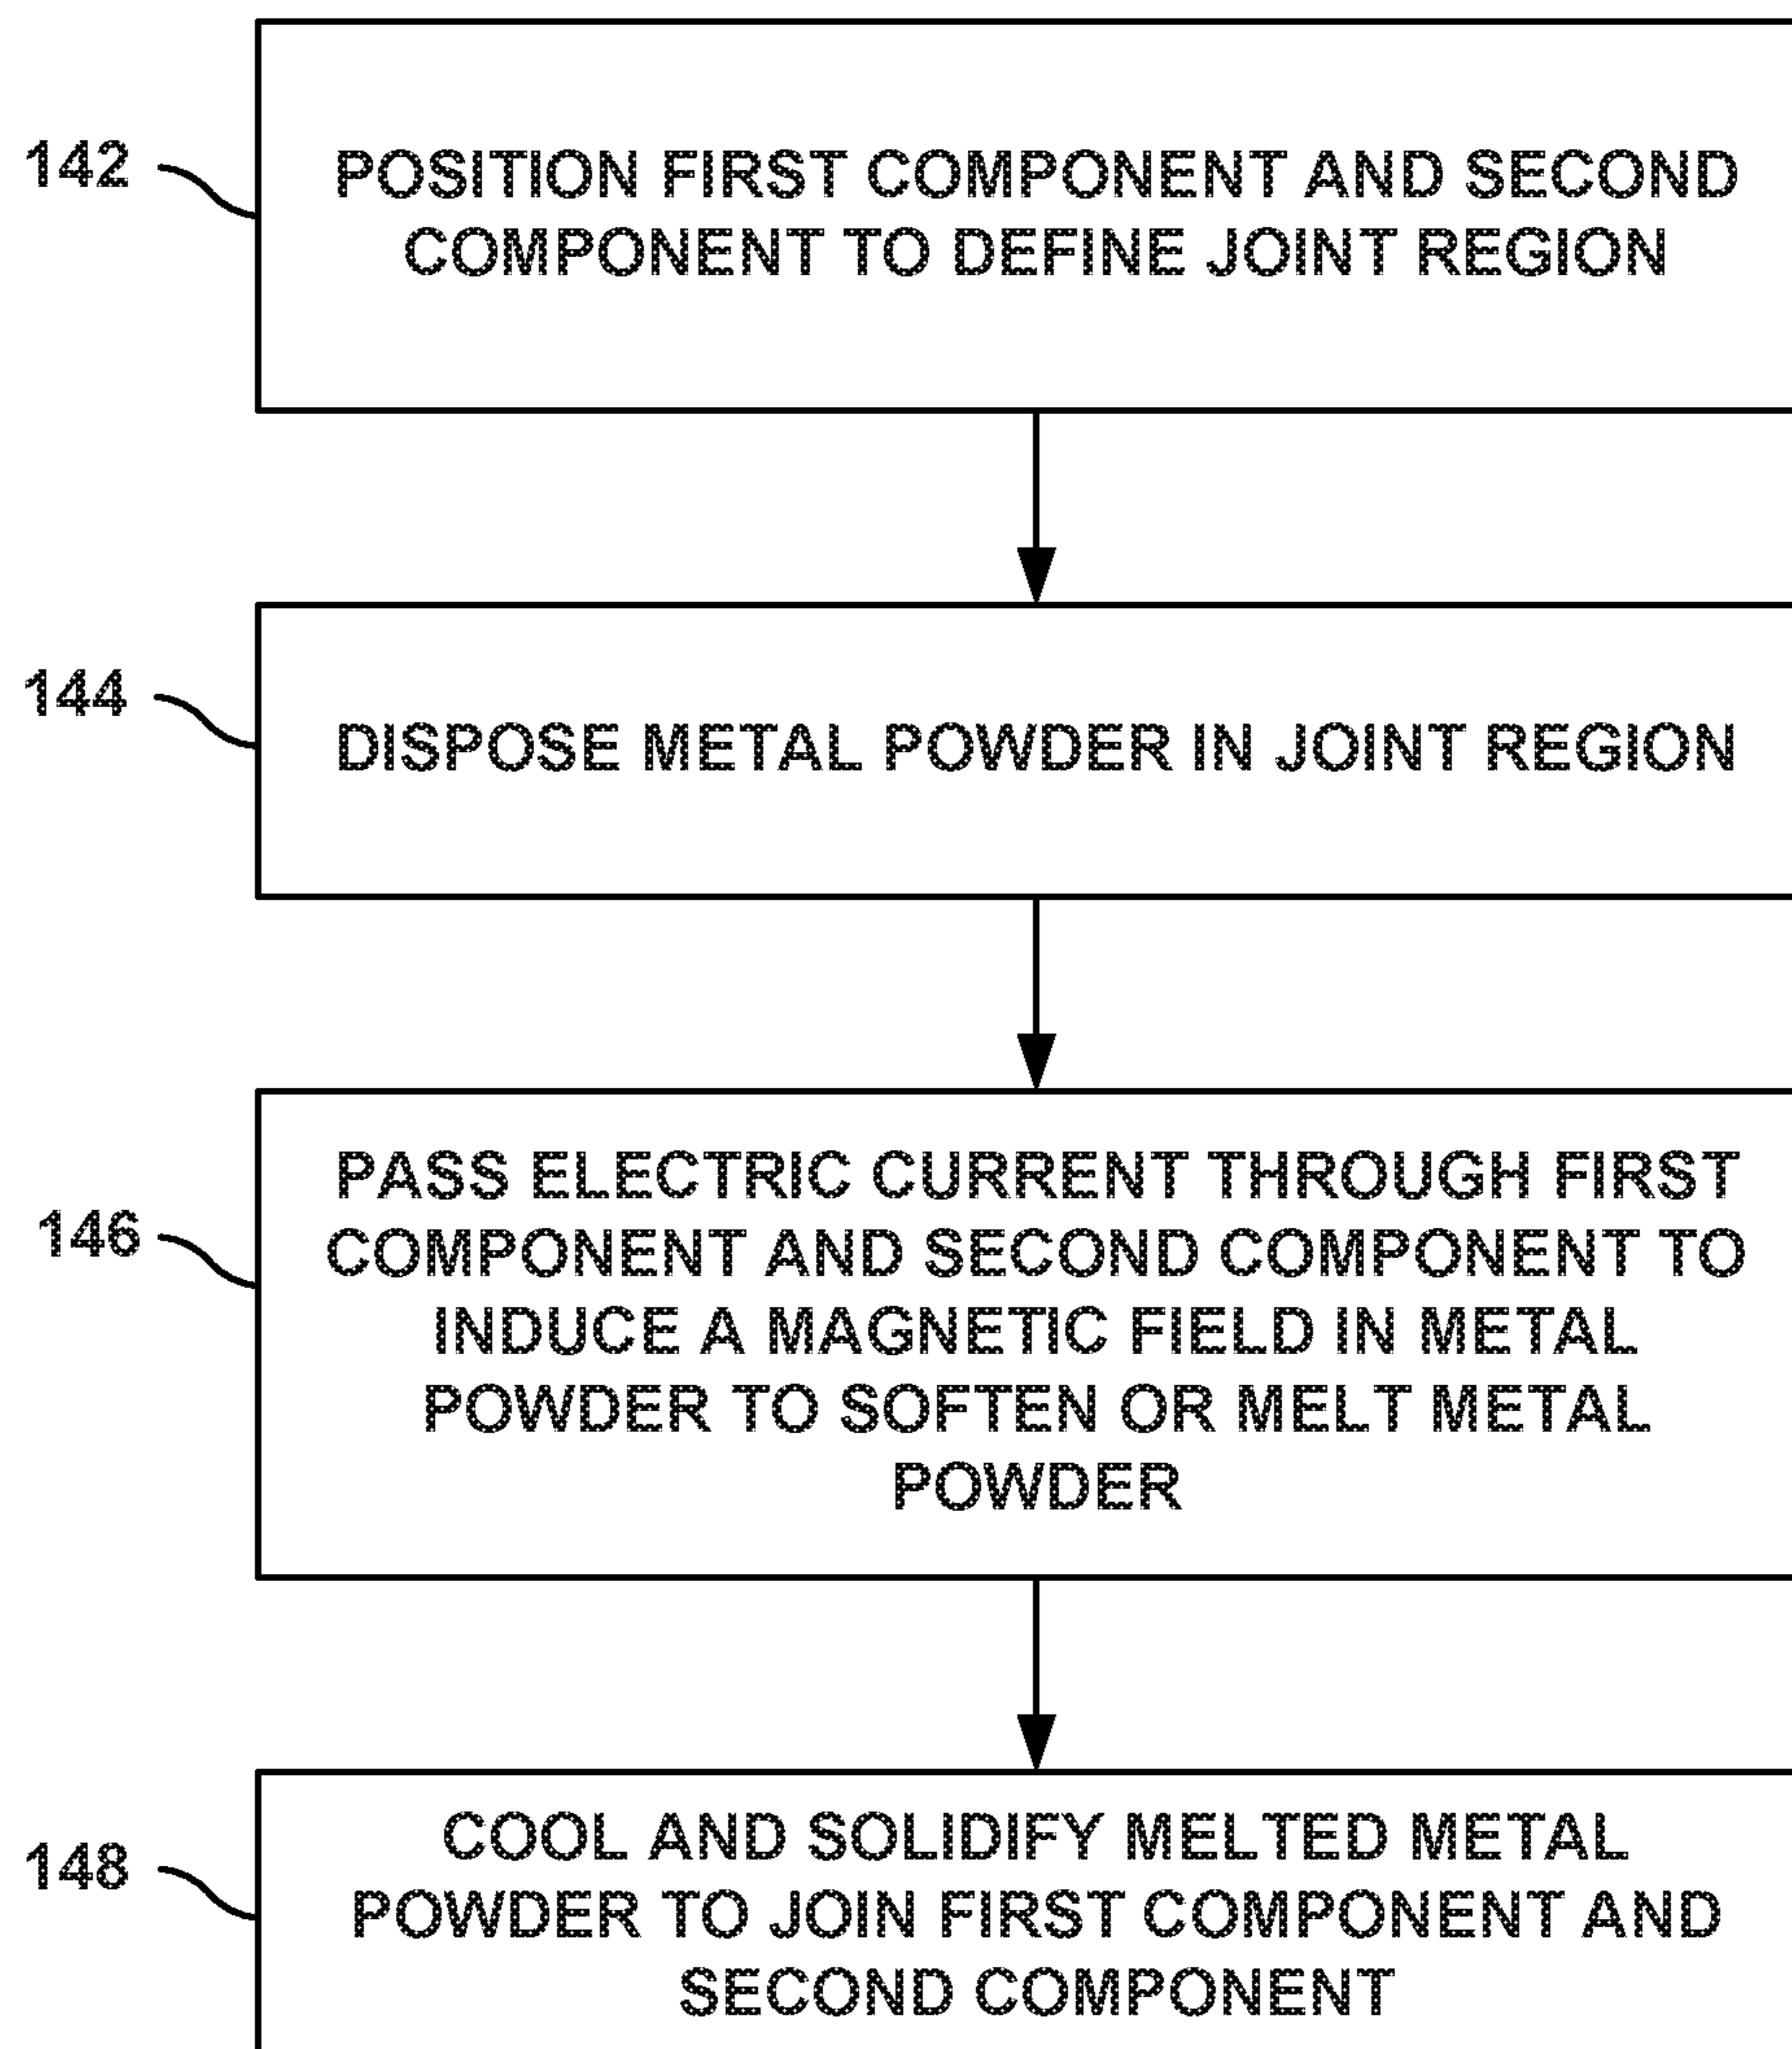 142
POSITION FIRST COMPONENT AND SECOND
COMPONENT TO DEFINE JOINT REGION
144
DISPOSE METAL POWDER IN JOINT REGION
146
PASS ELECTRIC CURRENT THROUGH FIRST
COMPONENT AND SECOND COMPONENT TO
INDUCE A MAGNETIC FIELD IN METAL
POWDER TO SOFTEN OR MELT METAL
POWDER
148
COOL AND SOLIDIFY MELTED METAL
POWDER TO JOIN FIRST COMPONENT AND
SECOND COMPONENT